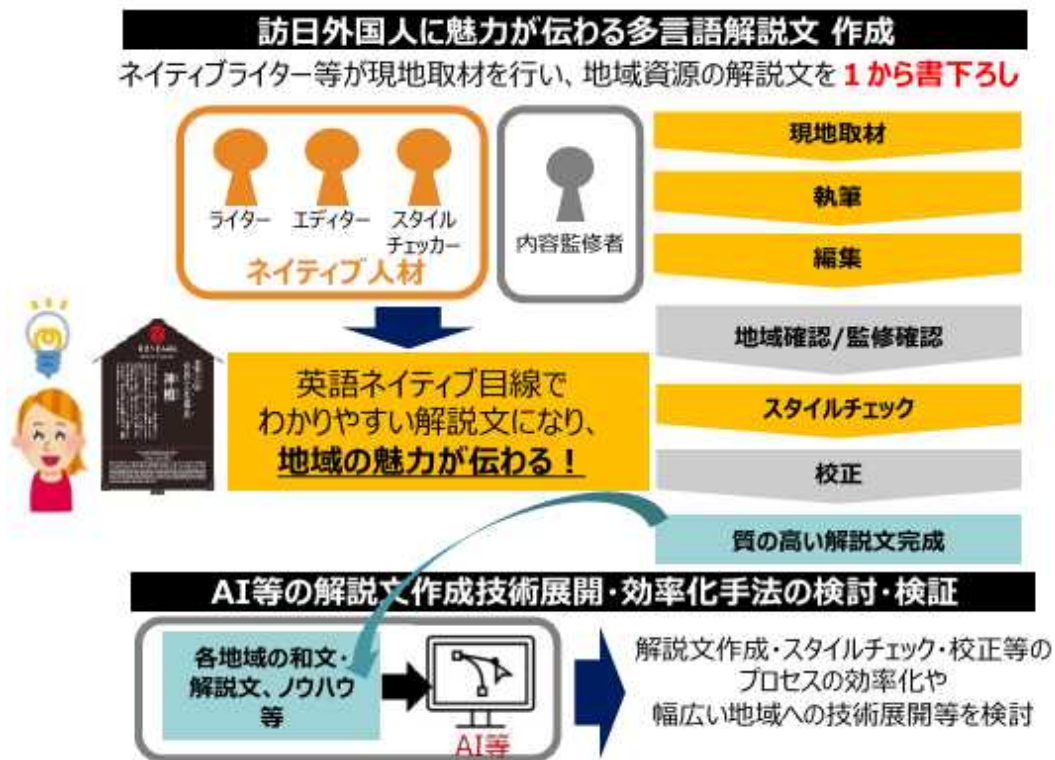 訪日外国人に魅力が伝わる多言語解説文 作成
ネイティブライター等が現地取材を行い、地域資源の解説文を１から書下ろし
ライター
エディター
スタイル
チェッカー
ネイティブ人材
内容監修者
現地取材
執筆
編集
地域確認/監修確認
スタイルチェック
校正
質の高い解説文完成
英語ネイティブ目線で
わかりやすい解説文になり、
地域の魅力が伝わる！
AI等の解説文作成技術展開・効率化手法の検討・検証
各地域の和文・
解説文、ノウハウ
等
AI等
解説文作成・スタイルチェック・校正等の
プロセスの効率化や
幅広い地域への技術展開等を検討